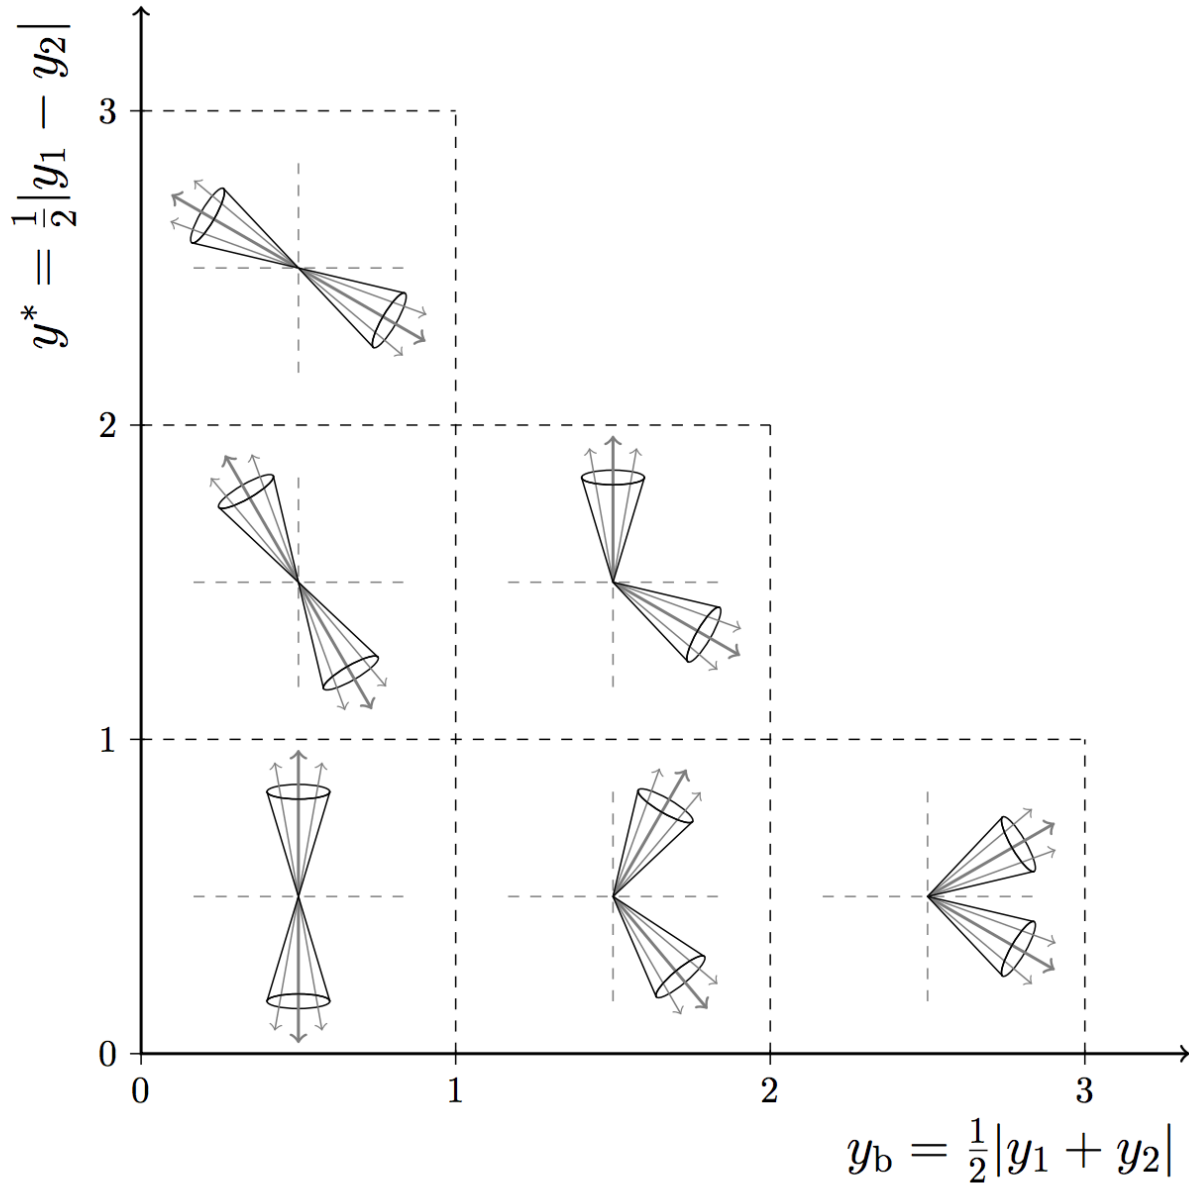 y* = 1/2|y₁ − y₂|
3
2
1
0
0 1 2 3
y_b = 1/2|y₁ + y₂|